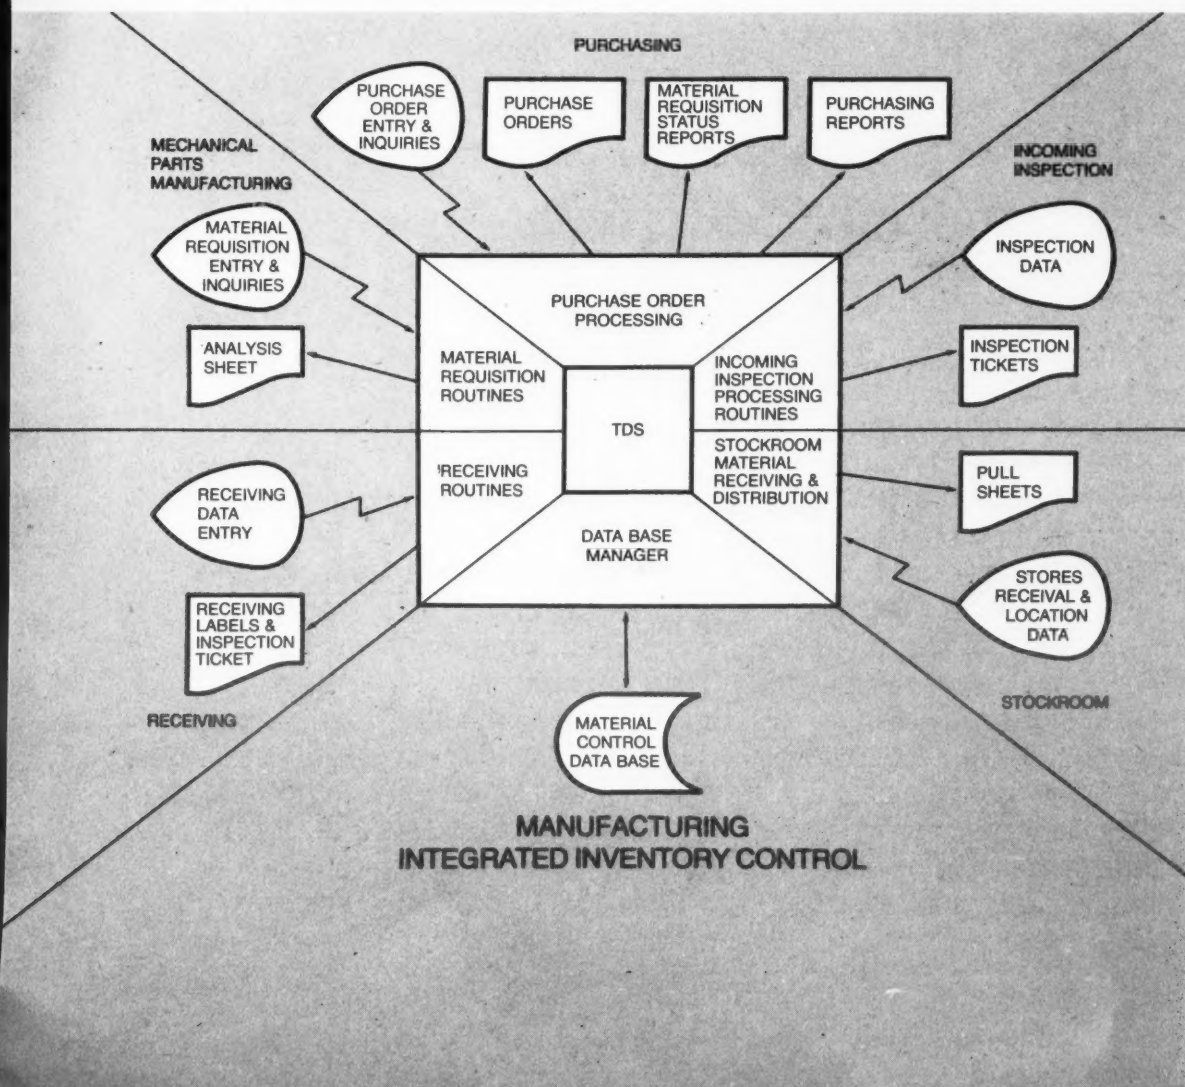 PURCHASING
PURCHASE
ORDER
ENTRY &
INQUIRIES
PURCHASE
ORDERS
MATERIAL
REQUISITION
STATUS
REPORTS
PURCHASING
REPORTS
MECHANICAL
PARTS
MANUFACTURING
INCOMING
INSPECTION
MATERIAL
REQUISITION
ENTRY &
INQUIRIES
INSPECTION
DATA
ANALYSIS
SHEET
INSPECTION
TICKETS
PURCHASE ORDER
PROCESSING
MATERIAL
REQUISITION
ROUTINES
INCOMING
INSPECTION
PROCESSING
ROUTINES
TDS
RECEIVING
ROUTINES
STOCKROOM
MATERIAL
RECEIVING &
DISTRIBUTION
DATA BASE
MANAGER
RECEIVING
DATA
ENTRY
PULL
SHEETS
RECEIVING
LABELS &
INSPECTION
TICKET
STORES
RECEIVAL &
LOCATION
DATA
RECEIVING
STOCKROOM
MATERIAL
CONTROL
DATA BASE
MANUFACTURING
INTEGRATED INVENTORY CONTROL